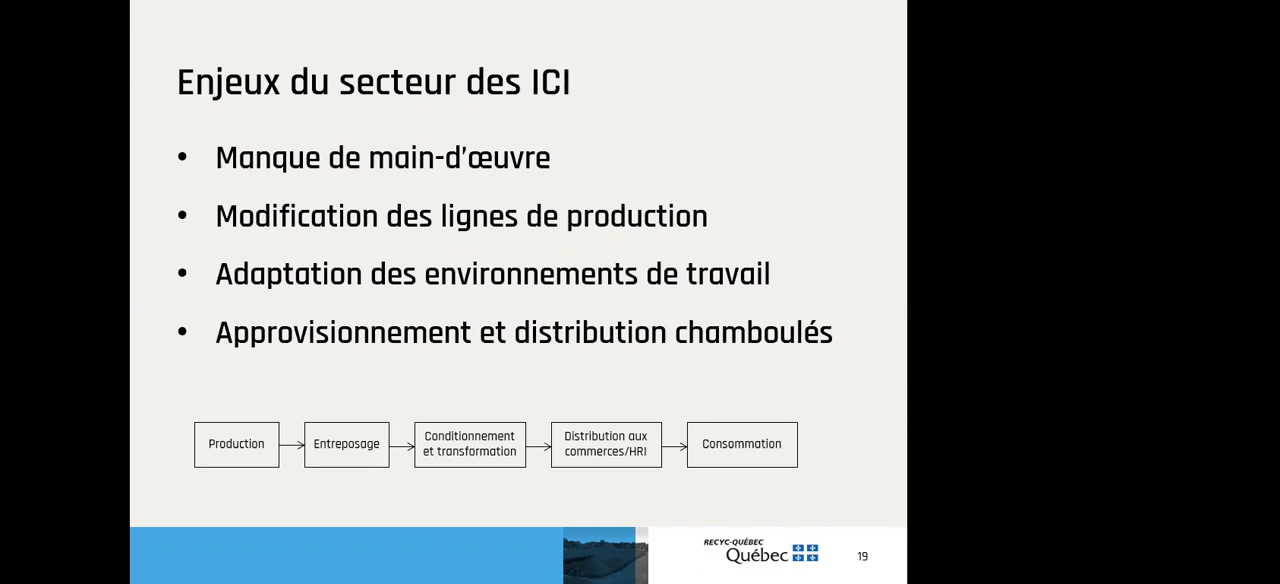 Enjeux du secteur des ICI
• Manque de main-d’œuvre
• Modification des lignes de production
• Adaptation des environnements de travail
• Approvisionnement et distribution chamboulés
Production
Entreposage
Conditionnement
et transformation
Distribution aux
commerces/HRI
Consommation
RECYC-QUÉBEC
Québec
19